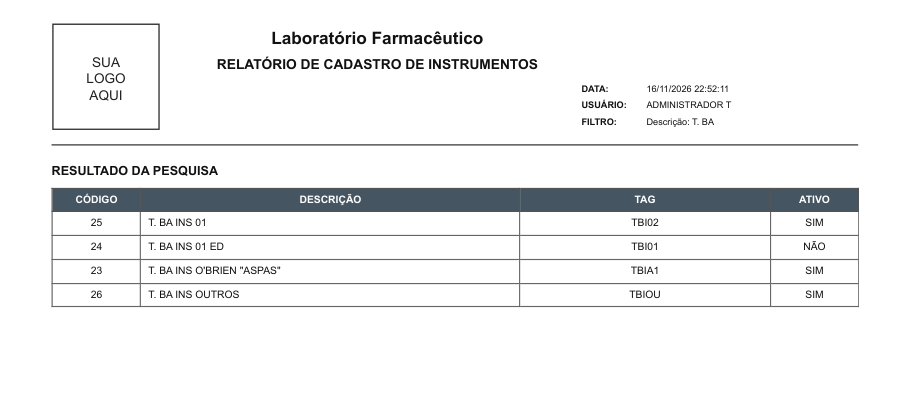 SUA
LOGO
AQUI
Laboratório Farmacêutico
RELATÓRIO DE CADASTRO DE INSTRUMENTOS
DATA: 16/11/2026 22:52:11
USUÁRIO: ADMINISTRADOR T
FILTRO: Descrição: T. BA
RESULTADO DA PESQUISA
CÓDIGO DESCRIÇÃO TAG ATIVO
25 T. BA INS 01 TBI02 SIM
24 T. BA INS 01 ED TBI01 NÃO
23 T. BA INS O'BRIEN "ASPAS" TBIA1 SIM
26 T. BA INS OUTROS TBIOU SIM